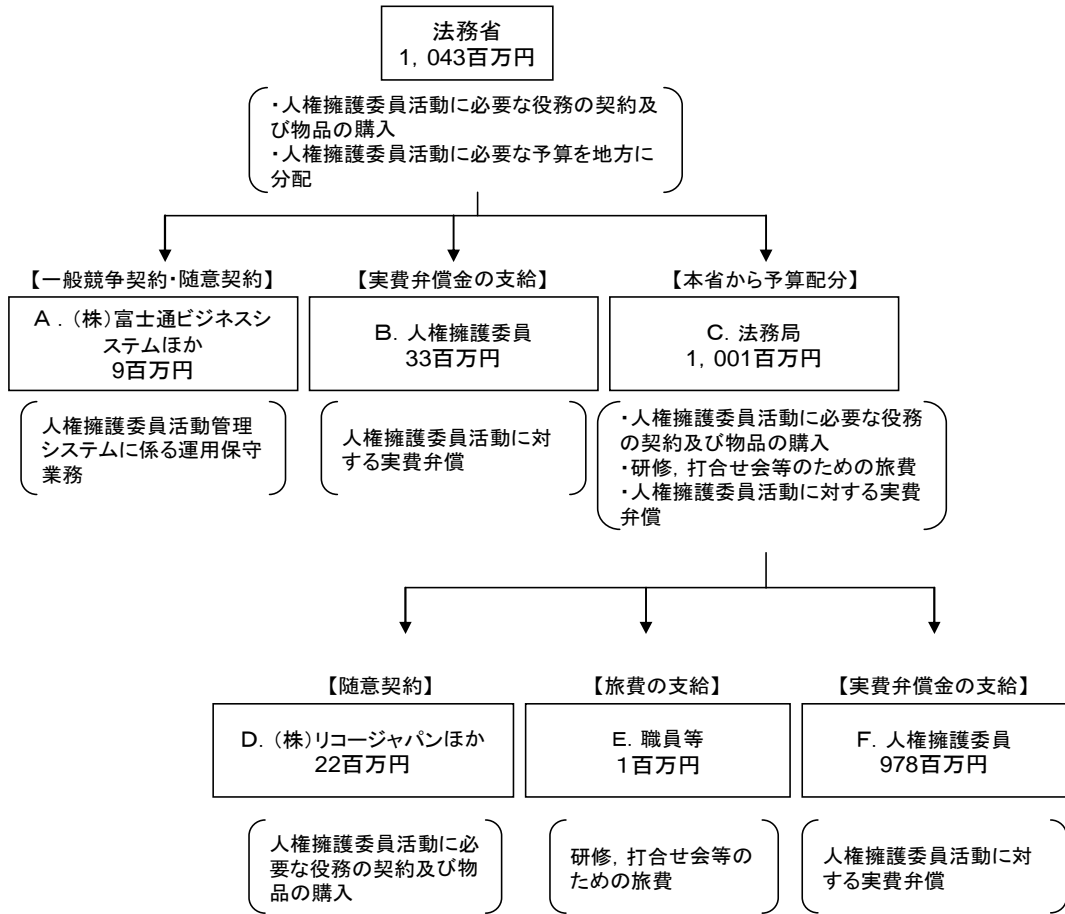 法務省
1，043百万円
・人権擁護委員活動に必要な役務の契約及
び物品の購入
・人権擁護委員活動に必要な予算を地方に
分配
【一般競争契約・随意契約】
A．（株）富士通ビジネスシ
ステムほか
9百万円
人権擁護委員活動管理
システムに係る運用保守
業務
【実費弁償金の支給】
B．人権擁護委員
33百万円
人権擁護委員活動に対
する実費弁償
【本省から予算配分】
C．法務局
1，001百万円
・人権擁護委員活動に必要な役務
の契約及び物品の購入
・研修，打合せ会等のための旅費
・人権擁護委員活動に対する実費
弁償
【随意契約】
D．（株）リコージャパンほか
22百万円
人権擁護委員活動に必
要な役務の契約及び物
品の購入
【旅費の支給】
E．職員等
1百万円
研修，打合せ会等の
ための旅費
【実費弁償金の支給】
F．人権擁護委員
978百万円
人権擁護委員活動に対
する実費弁償